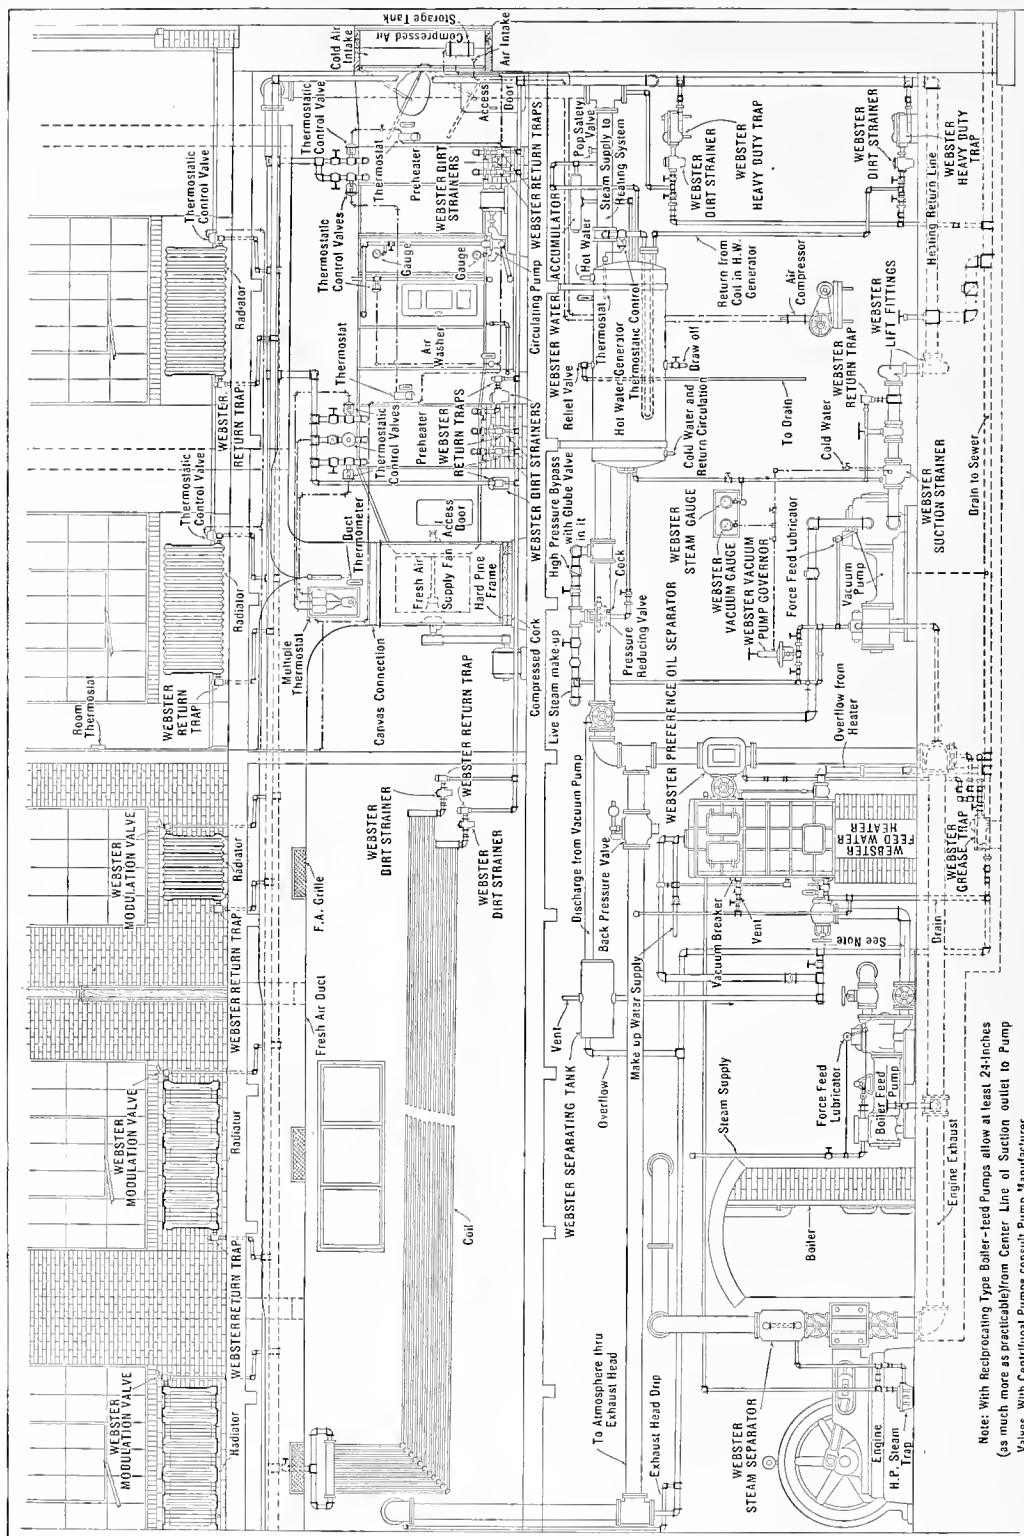 WEBSTER
MODULATION VALVE
Radiator
WEBSTER RETURN TRAP
WEBSTER
MODULATION VALVE
Radiator
WEBSTER RETURN TRAP
WEBSTER
MODULATION VALVE
Radiator
Room
Thermostat
WEBSTER
RETURN
TRAP
Radiator
Thermostatic
Control Valve
WEBSTER
RETURN TRAP
Radiator
Thermostatic
Control Valve
Coil
Fresh Air Duct
F.A. Grille
WEBSTER
DIRT STRAINER
WEBSTER RETURN TRAP
WEBSTER
DIRT STRAINER
Multiple
Thermostat
Canvas Connection
Duct
Thermometer
Fresh Air
Supply Fan
Hard Pine
Frame
Compressed Cork
Access
Door
Thermostatic
Control Valves
Preheater
WEBSTER
RETURN TRAPS
WEBSTER DIRT STRAINERS
Thermostat
Air
Washer
Thermostatic
Control Valves
Gauge
Gauge
Circulating Pump
Thermostatic
Control Valve
Thermostat
Preheater
WEBSTER DIRT
STRAINERS
WEBSTER RETURN TRAPS
Access
Door
Cold Air
Intake
Compressed Air
Storage Tank
Air Intake
To Atmosphere thru
Exhaust Head
Exhaust Head Drip
WEBSTER SEPARATING TANK
Overflow
Vent
Make up Water Supply
Discharge from Vacuum Pump
Back Pressure Valve
WEBSTER PREFERENCE OIL SEPARATOR
Live Steam make-up
High Pressure Bypass
with Globe Valve
in it
Pressure
Reducing Valve
Cock
WEBSTER WATER ACCUMULATOR
Relief Valve
Hot Water
Pop Safety
Valve
Steam Supply to
Heating System
Thermostat
Hot Water Generator
Thermostatic Control
Cold Water and
Return Circulation
Draw off
To Drain
Return from
Coil in H.W.
Generator
Air
Compressor
WEBSTER
DIRT STRAINER
WEBSTER
HEAVY DUTY TRAP
WEBSTER
DIRT STRAINER
WEBSTER
HEAVY DUTY
TRAP
Heating Return Line
WEBSTER
LIFT FITTINGS
WEBSTER
RETURN TRAP
Cold Water
WEBSTER
SUCTION STRAINER
WEBSTER
STEAM GAUGE
WEBSTER
VACUUM GAUGE
WEBSTER VACUUM
PUMP GOVERNOR
Force Feed Lubricator
Vacuum
Pump
Overflow from
Heater
Drain to Sewer
WEBSTER
FEED WATER
HEATER
WEBSTER
GREASE TRAP
Vacuum Breaker
Vent
See Note
Drain
Steam Supply
Force Feed
Lubricator
Boiler Feed
Pump
Boiler
WEBSTER
STEAM SEPARATOR
Engine
H.P. Steam
Trap
Engine Exhaust
Note: With Reciprocating Type Boiler-feed Pumps allow at least 24-Inches
(as much more as practicable) from Center Line of Suction outlet to Pump
Valves. With Centrifugal Pumps consult Pump Manufacturer